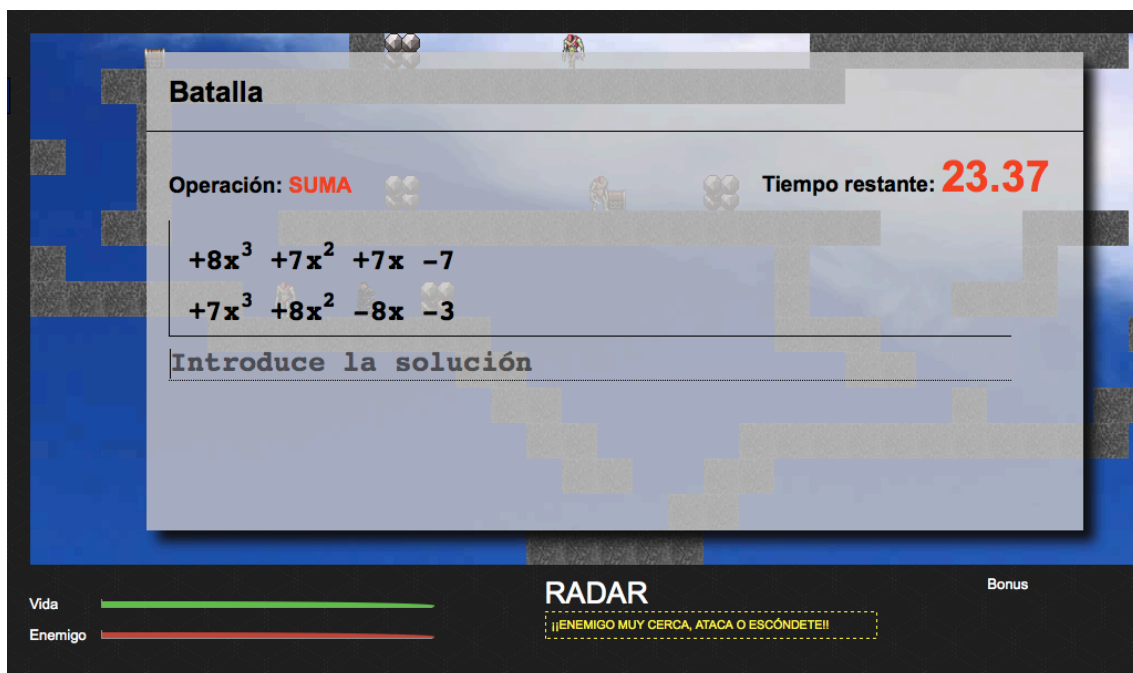 Batalla
Operación: SUMA
Tiempo restante: 23.37
+8x³ +7x² +7x -7
+7x³ +8x² -8x -3
Introduce la solución
Vida
Enemigo
RADAR
¡¡ENEMIGO MUY CERCA, ATACA O ESCÓNDETE!!
Bonus